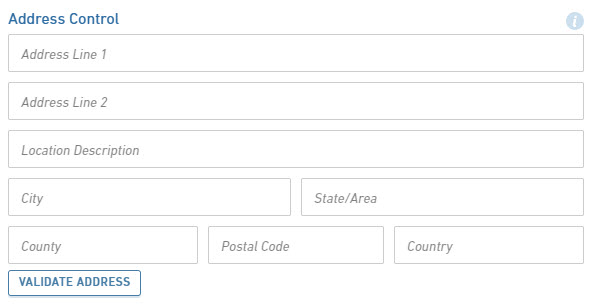 Address Control
i
Address Line 1
Address Line 2
Location Description
City State/Area
County Postal Code Country
VALIDATE ADDRESS